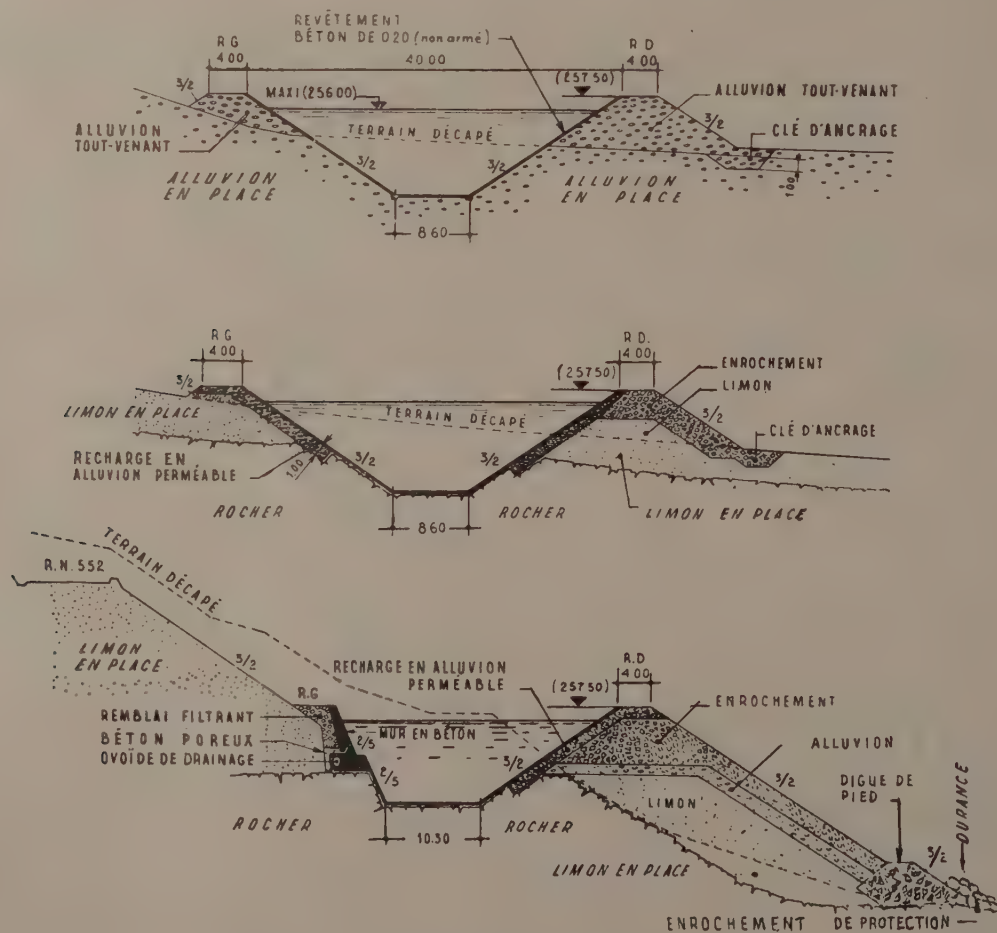 REVÊTEMENT
BÉTON DE 0.20 (non armé)
R G
4.00
40.00
R D
4.00
(257.50)
MAXI (256.00)
3/2
ALLUVION TOUT-VENANT
3/2
CLÉ D'ANCRAGE
1.00
ALLUVION
TOUT-VENANT
TERRAIN DÉCAPÉ
3/2
3/2
ALLUVION
EN PLACE
ALLUVION
EN PLACE
8.60
R G
4.00
R D.
4.00
(257.50)
ENROCHEMENT
LIMON
3/2
3/2
LIMON EN PLACE
TERRAIN DÉCAPÉ
CLÉ D'ANCRAGE
RECHARGE EN
ALLUVION PERMÉABLE
1.00
3/2
3/2
ROCHER
ROCHER
LIMON EN PLACE
8.60
TERRAIN DÉCAPÉ
R.N. 552
LIMON
EN PLACE
3/2
RECHARGE EN ALLUVION
PERMÉABLE
R.D
4.00
(257.50)
ENROCHEMENT
R.G
REMBLAI FILTRANT
BÉTON POREUX
OVOÏDE DE DRAINAGE
2/5
MUR EN BÉTON
2/5
3/2
ALLUVION
3/2
DIGUE DE
PIED
3/2
DURANCE
LIMON
ROCHER
10.30
ROCHER
LIMON EN PLACE
ENROCHEMENT DE PROTECTION